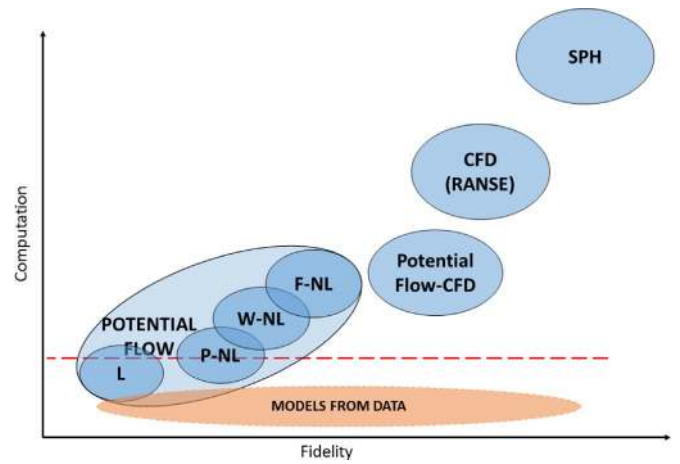 SPH
CFD
(RANSE)
Computation
Potential
Flow-CFD
F-NL
W-NL
POTENTIAL
FLOW
P-NL
L
MODELS FROM DATA
Fidelity